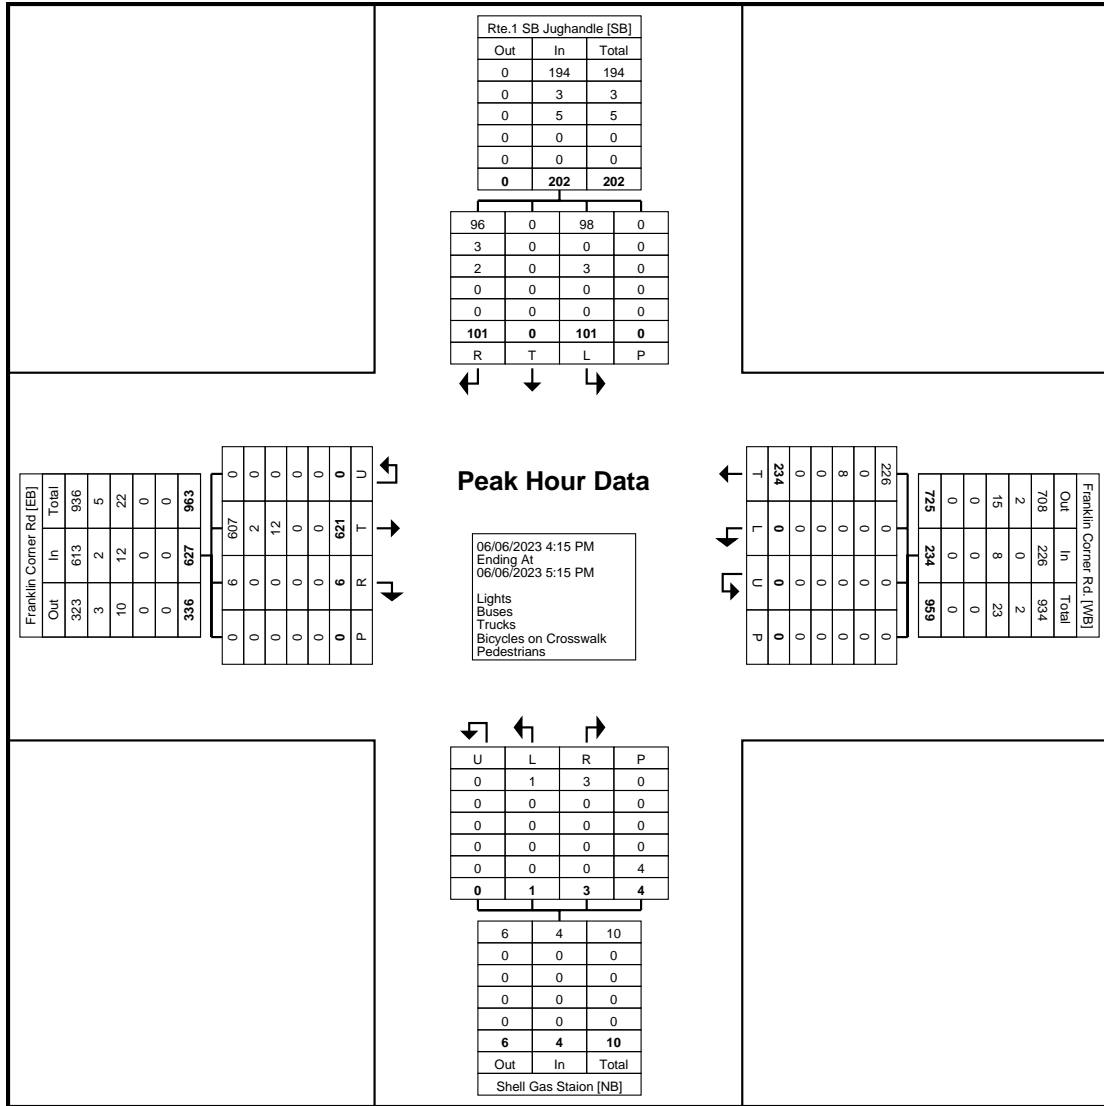 Rte.1 SB Jughandle [SB]
Out In Total
0 194 194
0 3 3
0 5 5
0 0 0
0 0 0
0 202 202
96 0 98 0
3 0 0 0
2 0 3 0
0 0 0 0
0 0 0 0
101 0 101 0
R T L P
Franklin Corner Rd [EB]
Total In Out
936 613 323
5 2 3
22 12 10
0 0 0
0 0 0
963 627 336
0 607 6 0
0 2 0 0
0 12 0 0
0 0 0 0
0 0 0 0
0 621 6 0
U T R P
Peak Hour Data
06/06/2023 4:15 PM
Ending At
06/06/2023 5:15 PM
Lights
Buses
Trucks
Bicycles on Crosswalk
Pedestrians
226 0 0 0
0 0 0 0
8 0 0 0
0 0 0 0
0 0 0 0
234 0 0 0
T L U P
Franklin Corner Rd. [WB]
Out In Total
708 226 934
2 0 2
15 8 23
0 0 0
0 0 0
725 234 959
U L R P
0 1 3 0
0 0 0 0
0 0 0 0
0 0 0 0
0 0 0 4
0 1 3 4
6 4 10
0 0 0
0 0 0
0 0 0
0 0 0
6 4 10
Out In Total
Shell Gas Staion [NB]